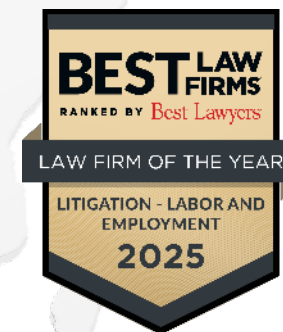 BEST LAW FIRMS
RANKED BY Best Lawyers
LAW FIRM OF THE YEAR
LITIGATION - LABOR AND
EMPLOYMENT
2025